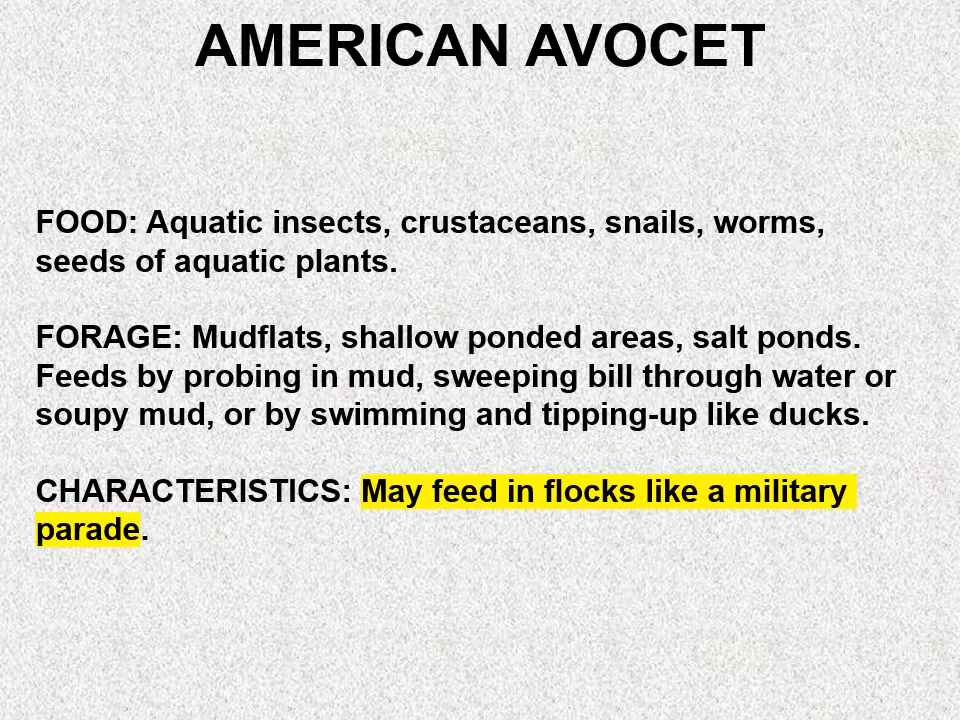 AMERICAN AVOCET
FOOD: Aquatic insects, crustaceans, snails, worms,
seeds of aquatic plants.
FORAGE: Mudflats, shallow ponded areas, salt ponds.
Feeds by probing in mud, sweeping bill through water or
soupy mud, or by swimming and tipping-up like ducks.
CHARACTERISTICS: May feed in flocks like a military
parade.